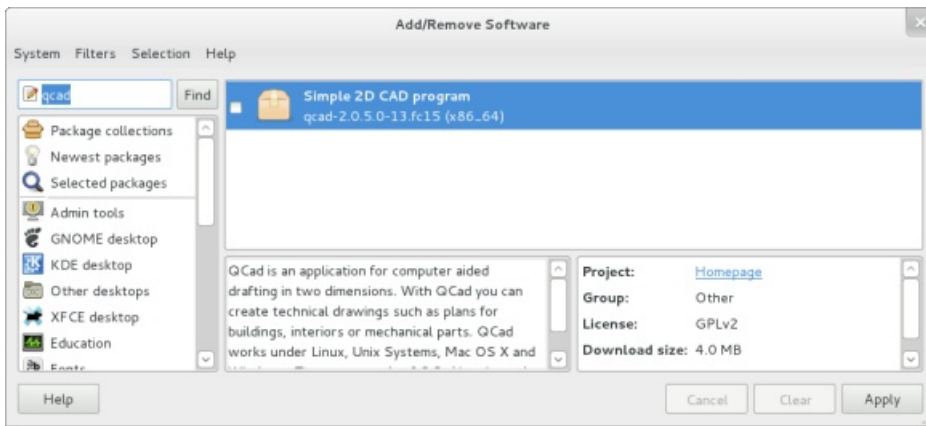 Add/Remove Software
System Filters Selection Help
qcad
Find
Package collections
Newest packages
Selected packages
Admin tools
GNOME desktop
KDE desktop
Other desktops
XFCE desktop
Education
Fonts
Simple 2D CAD program
qcad-2.0.5.0-13.fc15 (x86_64)
QCad is an application for computer aided
drafting in two dimensions. With QCad you can
create technical drawings such as plans for
buildings, interiors or mechanical parts. QCad
works under Linux, Unix Systems, Mac OS X and
Project: Homepage
Group: Other
License: GPLv2
Download size: 4.0 MB
Help
Cancel
Clear
Apply